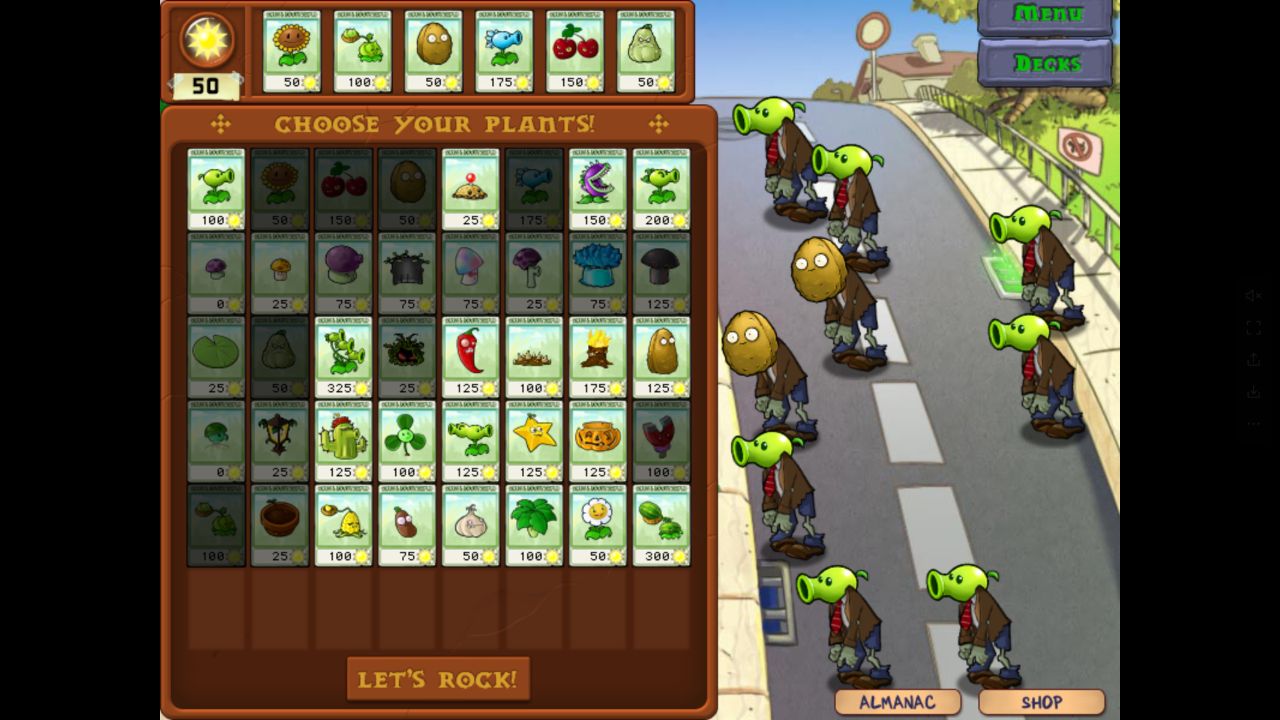 50
50 100 50 175 150 50
Menu
Decks
Choose Your Plants!
100 50 150 50 25 175 150 200
0 25 75 75 75 25 75 125
25 50 325 25 125 100 175 125
0 25 125 100 125 125 125 100
100 25 100 75 50 100 50 300
Let's Rock!
Almanac
Shop